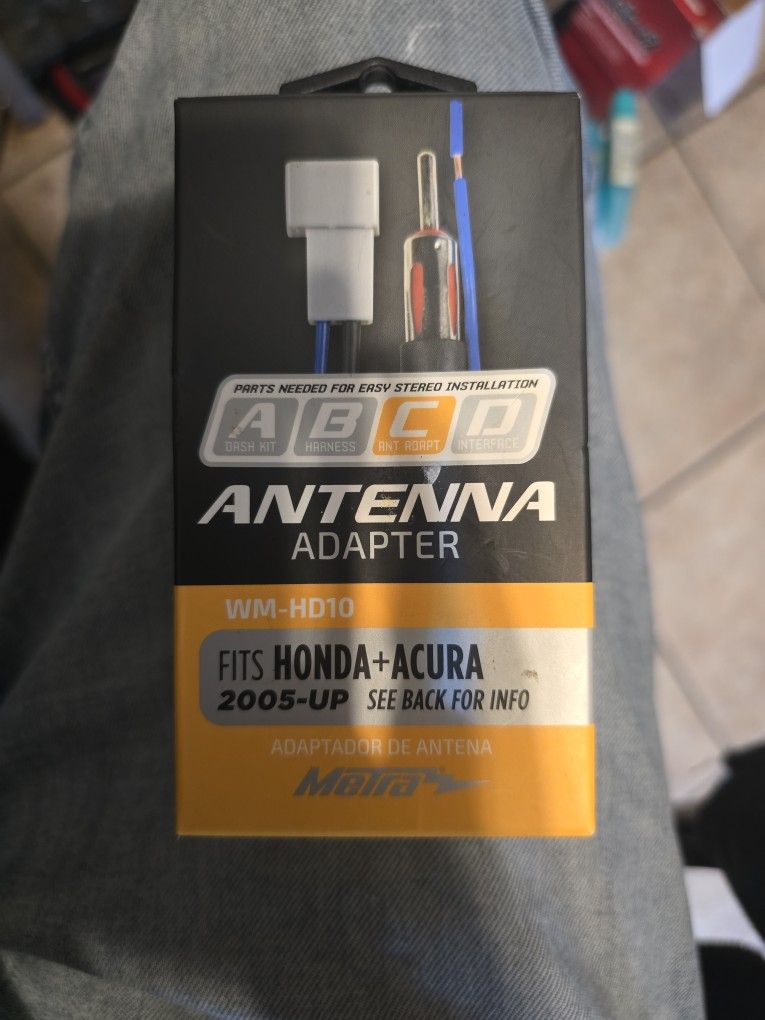 PARTS NEEDED FOR EASY STEREO INSTALLATION
A B C D
DASH KIT HARNESS ANT ADAPT INTERFACE
ANTENNA
ADAPTER
WM-HD10
FITS HONDA+ACURA
2005-UP SEE BACK FOR INFO
ADAPTADOR DE ANTENA
Metra